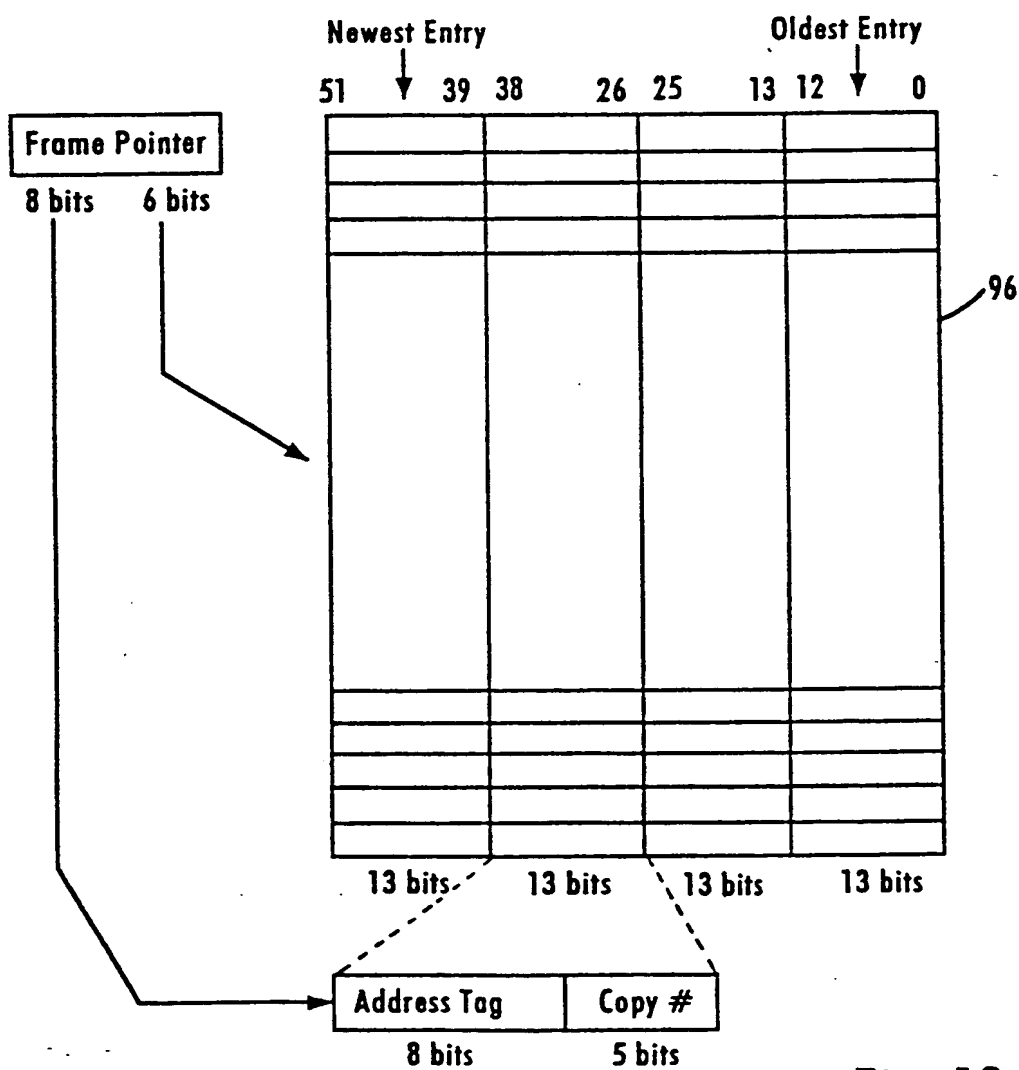 Newest Entry Oldest Entry
51 39 38 26 25 13 12 0
Frame Pointer
8 bits 6 bits
96
13 bits 13 bits 13 bits 13 bits
Address Tag Copy #
8 bits 5 bits